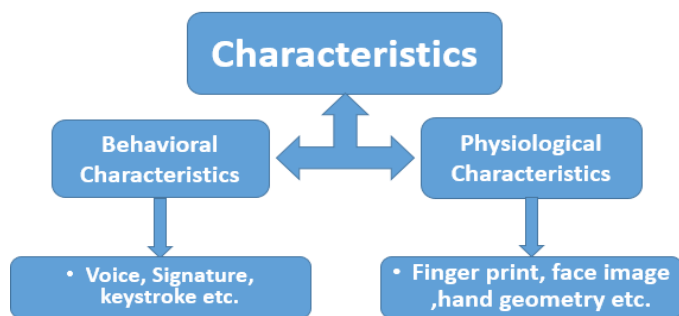 Characteristics
Behavioral
Characteristics
Physiological
Characteristics
• Voice, Signature,
keystroke etc.
• Finger print, face image
,hand geometry etc.